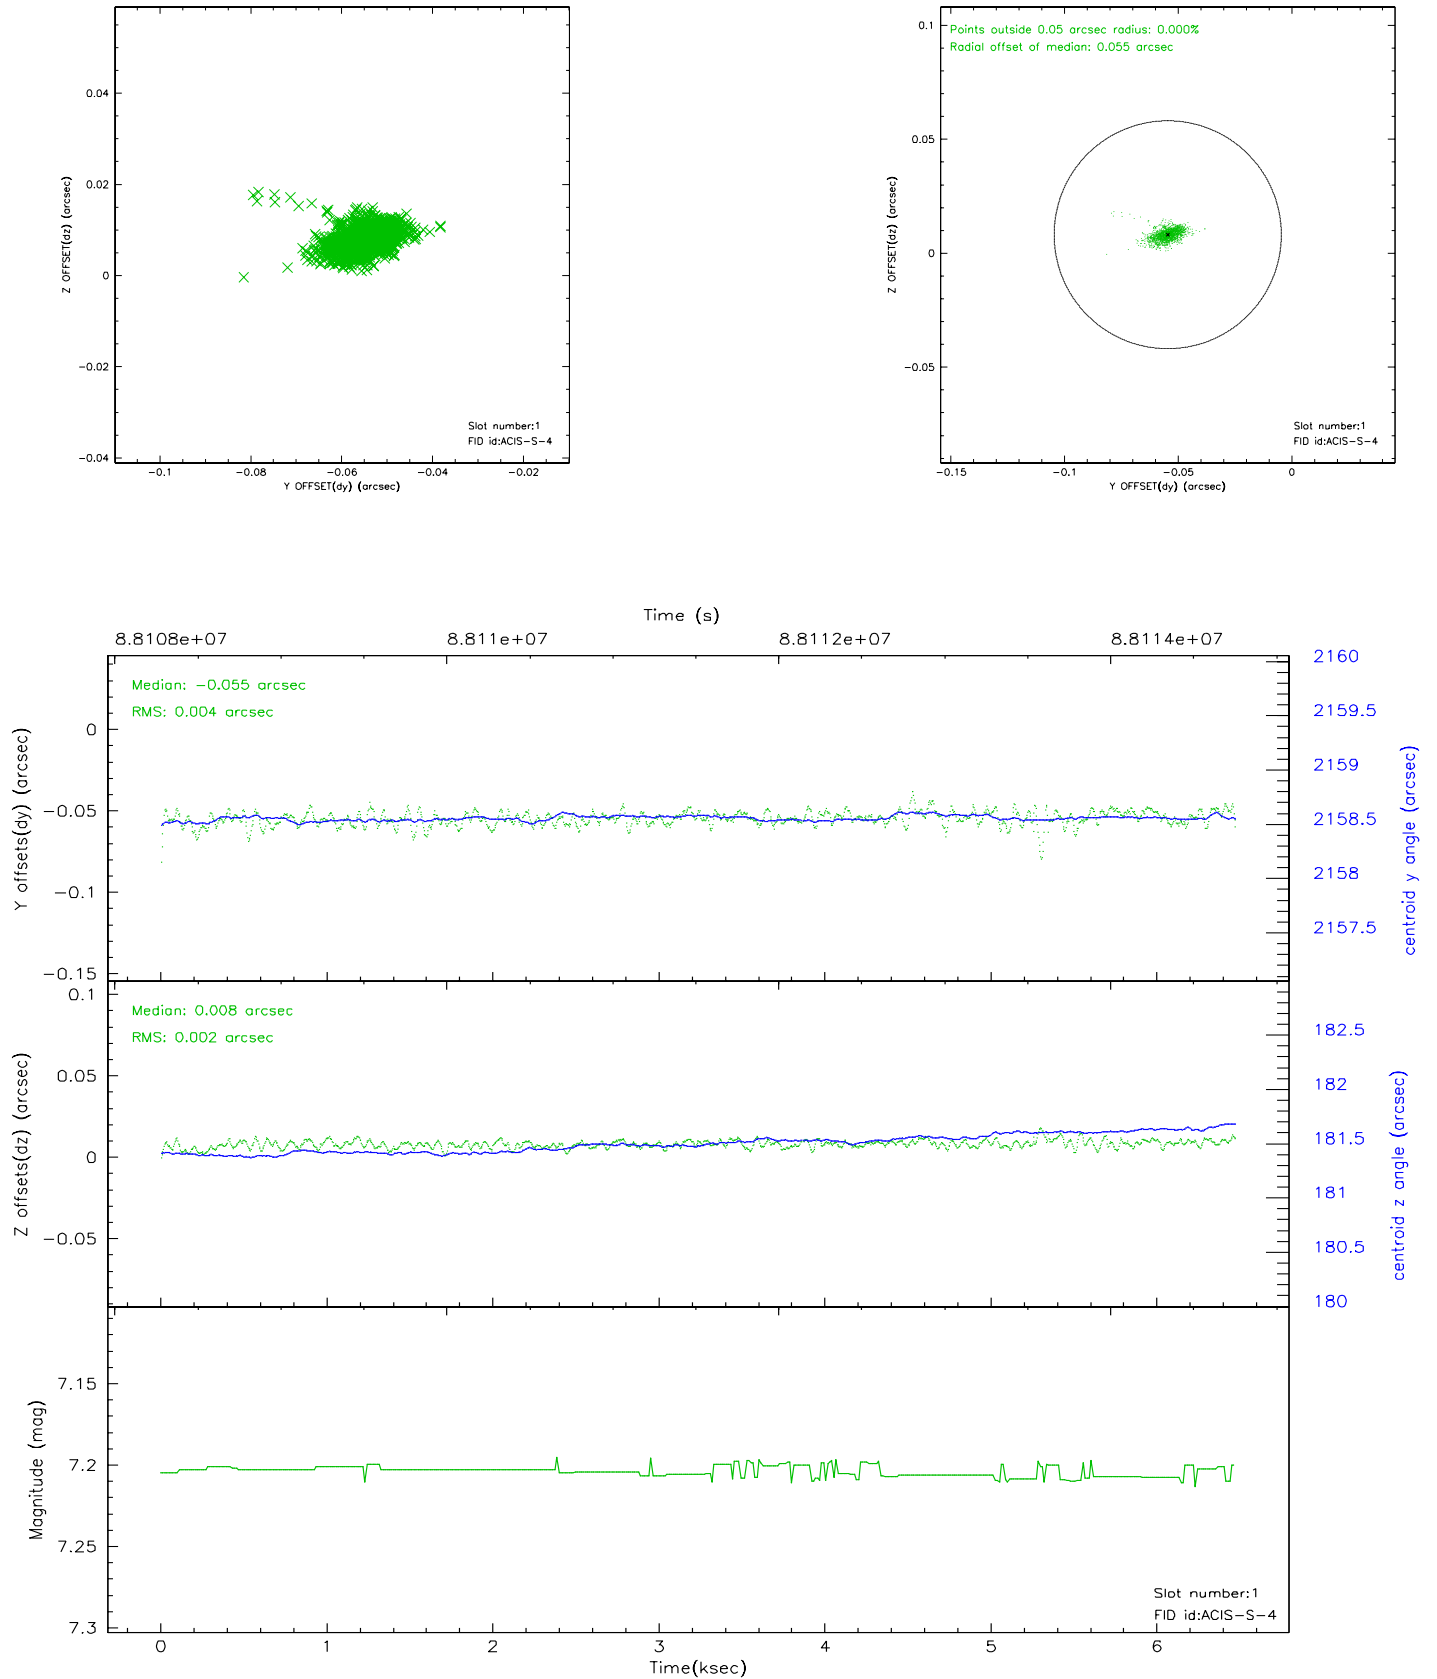 0.04
0.02
0
−0.02
−0.04
Z OFFSET(dz) (arcsec)
Slot number:1
FID id:ACIS−S−4
−0.1
−0.08
−0.06
−0.04
−0.02
Y OFFSET(dy) (arcsec)
Points outside 0.05 arcsec radius: 0.000%
Radial offset of median: 0.055 arcsec
0.1
0.05
0
−0.05
Z OFFSET(dz) (arcsec)
Slot number:1
FID id:ACIS−S−4
−0.15
−0.1
−0.05
0
Y OFFSET(dy) (arcsec)
Time (s)
8.8108e+07
8.811e+07
8.8112e+07
8.8114e+07
Median: −0.055 arcsec
RMS: 0.004 arcsec
0
−0.05
−0.1
−0.15
Y offsets(dy) (arcsec)
2160
2159.5
2159
2158.5
2158
2157.5
centroid y angle (arcsec)
Median: 0.008 arcsec
RMS: 0.002 arcsec
0.1
0.05
0
−0.05
Z offsets(dz) (arcsec)
182.5
182
181.5
181
180.5
180
centroid z angle (arcsec)
7.15
7.2
7.25
7.3
Magnitude (mag)
Slot number:1
FID id:ACIS−S−4
0
1
2
3
4
5
6
Time(ksec)